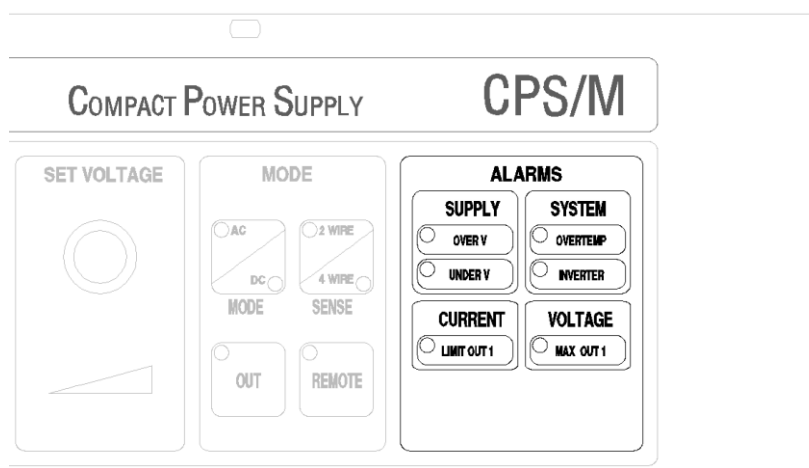 COMPACT POWER SUPPLY
CPS/M
SET VOLTAGE
MODE
AC
DC
MODE
2 WIRE
4 WIRE
SENSE
OUT
REMOTE
ALARMS
SUPPLY
OVER V
UNDER V
SYSTEM
OVERTEMP
INVERTER
CURRENT
LIMIT OUT 1
VOLTAGE
MAX OUT 1